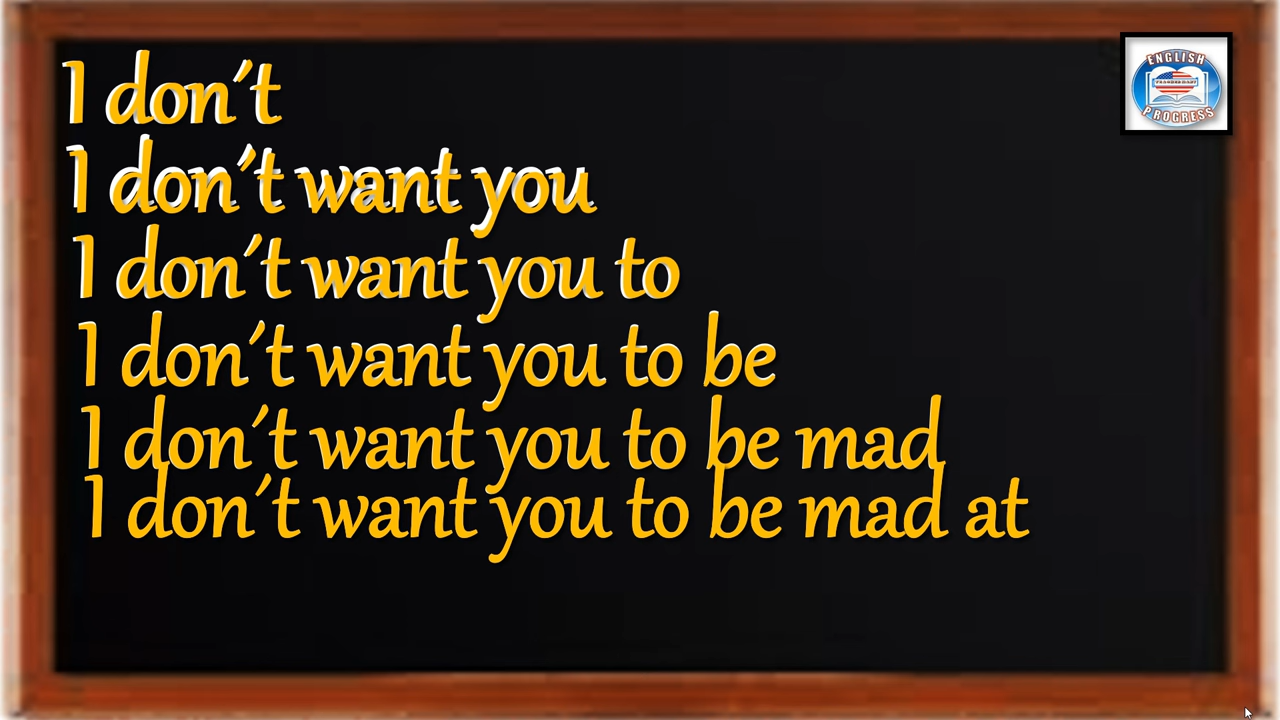 I don't
I don't want you
I don't want you to
I don't want you to be
I don't want you to be mad
I don't want you to be mad at
ENGLISH
PROGRESS